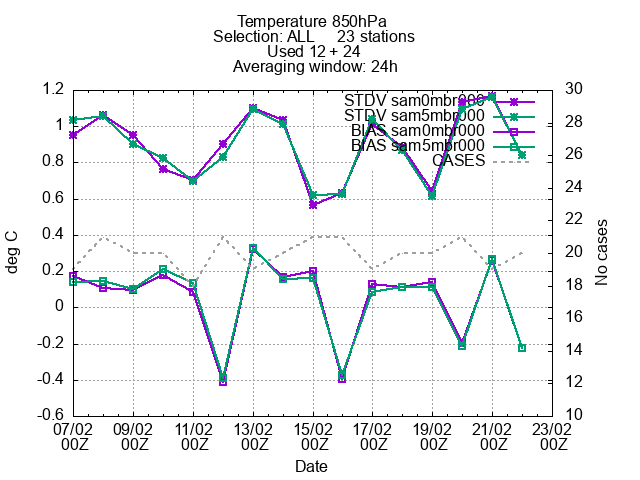 Temperature 850hPa
Selection: ALL 23 stations
Used 12 + 24
Averaging window: 24h
STDV sam0mbr000
STDV sam5mbr000
BIAS sam0mbr000
BIAS sam5mbr000
CASES
1.2
1
0.8
0.6
0.4
0.2
0
-0.2
-0.4
-0.6
deg C
30
28
26
24
22
20
18
16
14
12
10
No cases
07/02 09/02 11/02 13/02 15/02 17/02 19/02 21/02 23/02
00Z 00Z 00Z 00Z 00Z 00Z 00Z 00Z 00Z
Date